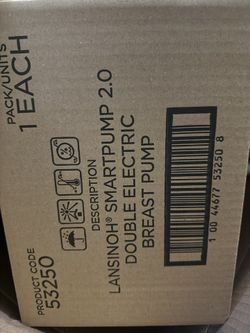 PRODUCT CODE
53250
PACK/UNITS
1 EACH
DESCRIPTION
LANSINOH® SMARTPUMP 2.0
DOUBLE ELECTRIC
BREAST PUMP
1 00 44677 53250 8